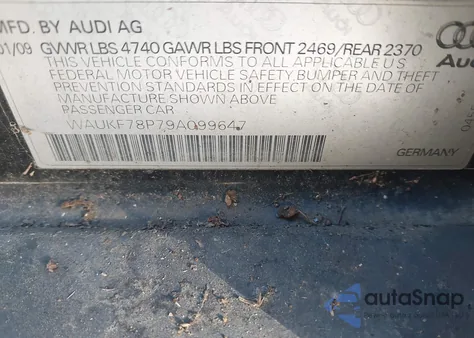 MFD. BY AUDI AG
01/09 GVWR LBS 4740 GAWR LBS FRONT 2469/REAR 2370
THIS VEHICLE CONFORMS TO ALL APPLICABLE U.S.
FEDERAL MOTOR VEHICLE SAFETY, BUMPER AND THEFT
PREVENTION STANDARDS IN EFFECT ON THE DATE OF
MANUFACTURE SHOWN ABOVE
PASSENGER CAR
WAUKF78P79A099647
GERMANY
Aud
autoSnap